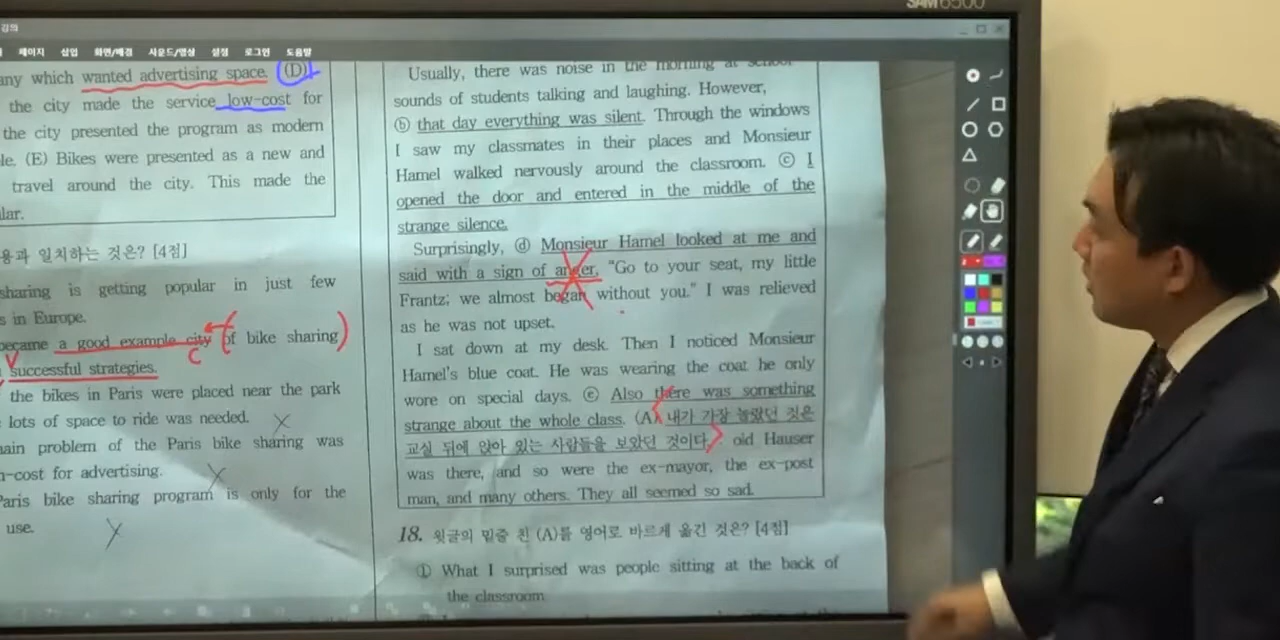 SAM6500
강의
페이지 삽입 화면/배경 사운드/영상 설정 로그인 도움말
any which wanted advertising space. (D)
the city made the service low-cost for
the city presented the program as modern
le. (E) Bikes were presented as a new and
travel around the city. This made the
lar.
용과 일치하는 것은? [4점]
sharing is getting popular in just few
s in Europe.
became a good example city of bike sharing
C
successful strategies.
the bikes in Paris were placed near the park
lots of space to ride was needed.
ain problem of the Paris bike sharing was
n-cost for advertising.
Paris bike sharing program is only for the
use.
Usually, there was noise in the morning at school
sounds of students talking and laughing. However,
ⓑ that day everything was silent. Through the windows
I saw my classmates in their places and Monsieur
Hamel walked nervously around the classroom. ⓒ I
opened the door and entered in the middle of the
strange silence.
Surprisingly, ⓓ Monsieur Hamel looked at me and
said with a sign of anger, "Go to your seat, my little
Frantz; we almost began without you." I was relieved
as he was not upset.
I sat down at my desk. Then I noticed Monsieur
Hamel's blue coat. He was wearing the coat he only
wore on special days. ⓔ Also there was something
strange about the whole class. (A) 내가 가장 놀랐던 것은
교실 뒤에 앉아 있는 사람들을 보았던 것이다. old Hauser
was there, and so were the ex-mayor, the ex-post
man, and many others. They all seemed so sad.
18. 윗글의 밑줄 친 (A)를 영어로 바르게 옮긴 것은? [4점]
① What I surprised was people sitting at the back of
the classroom